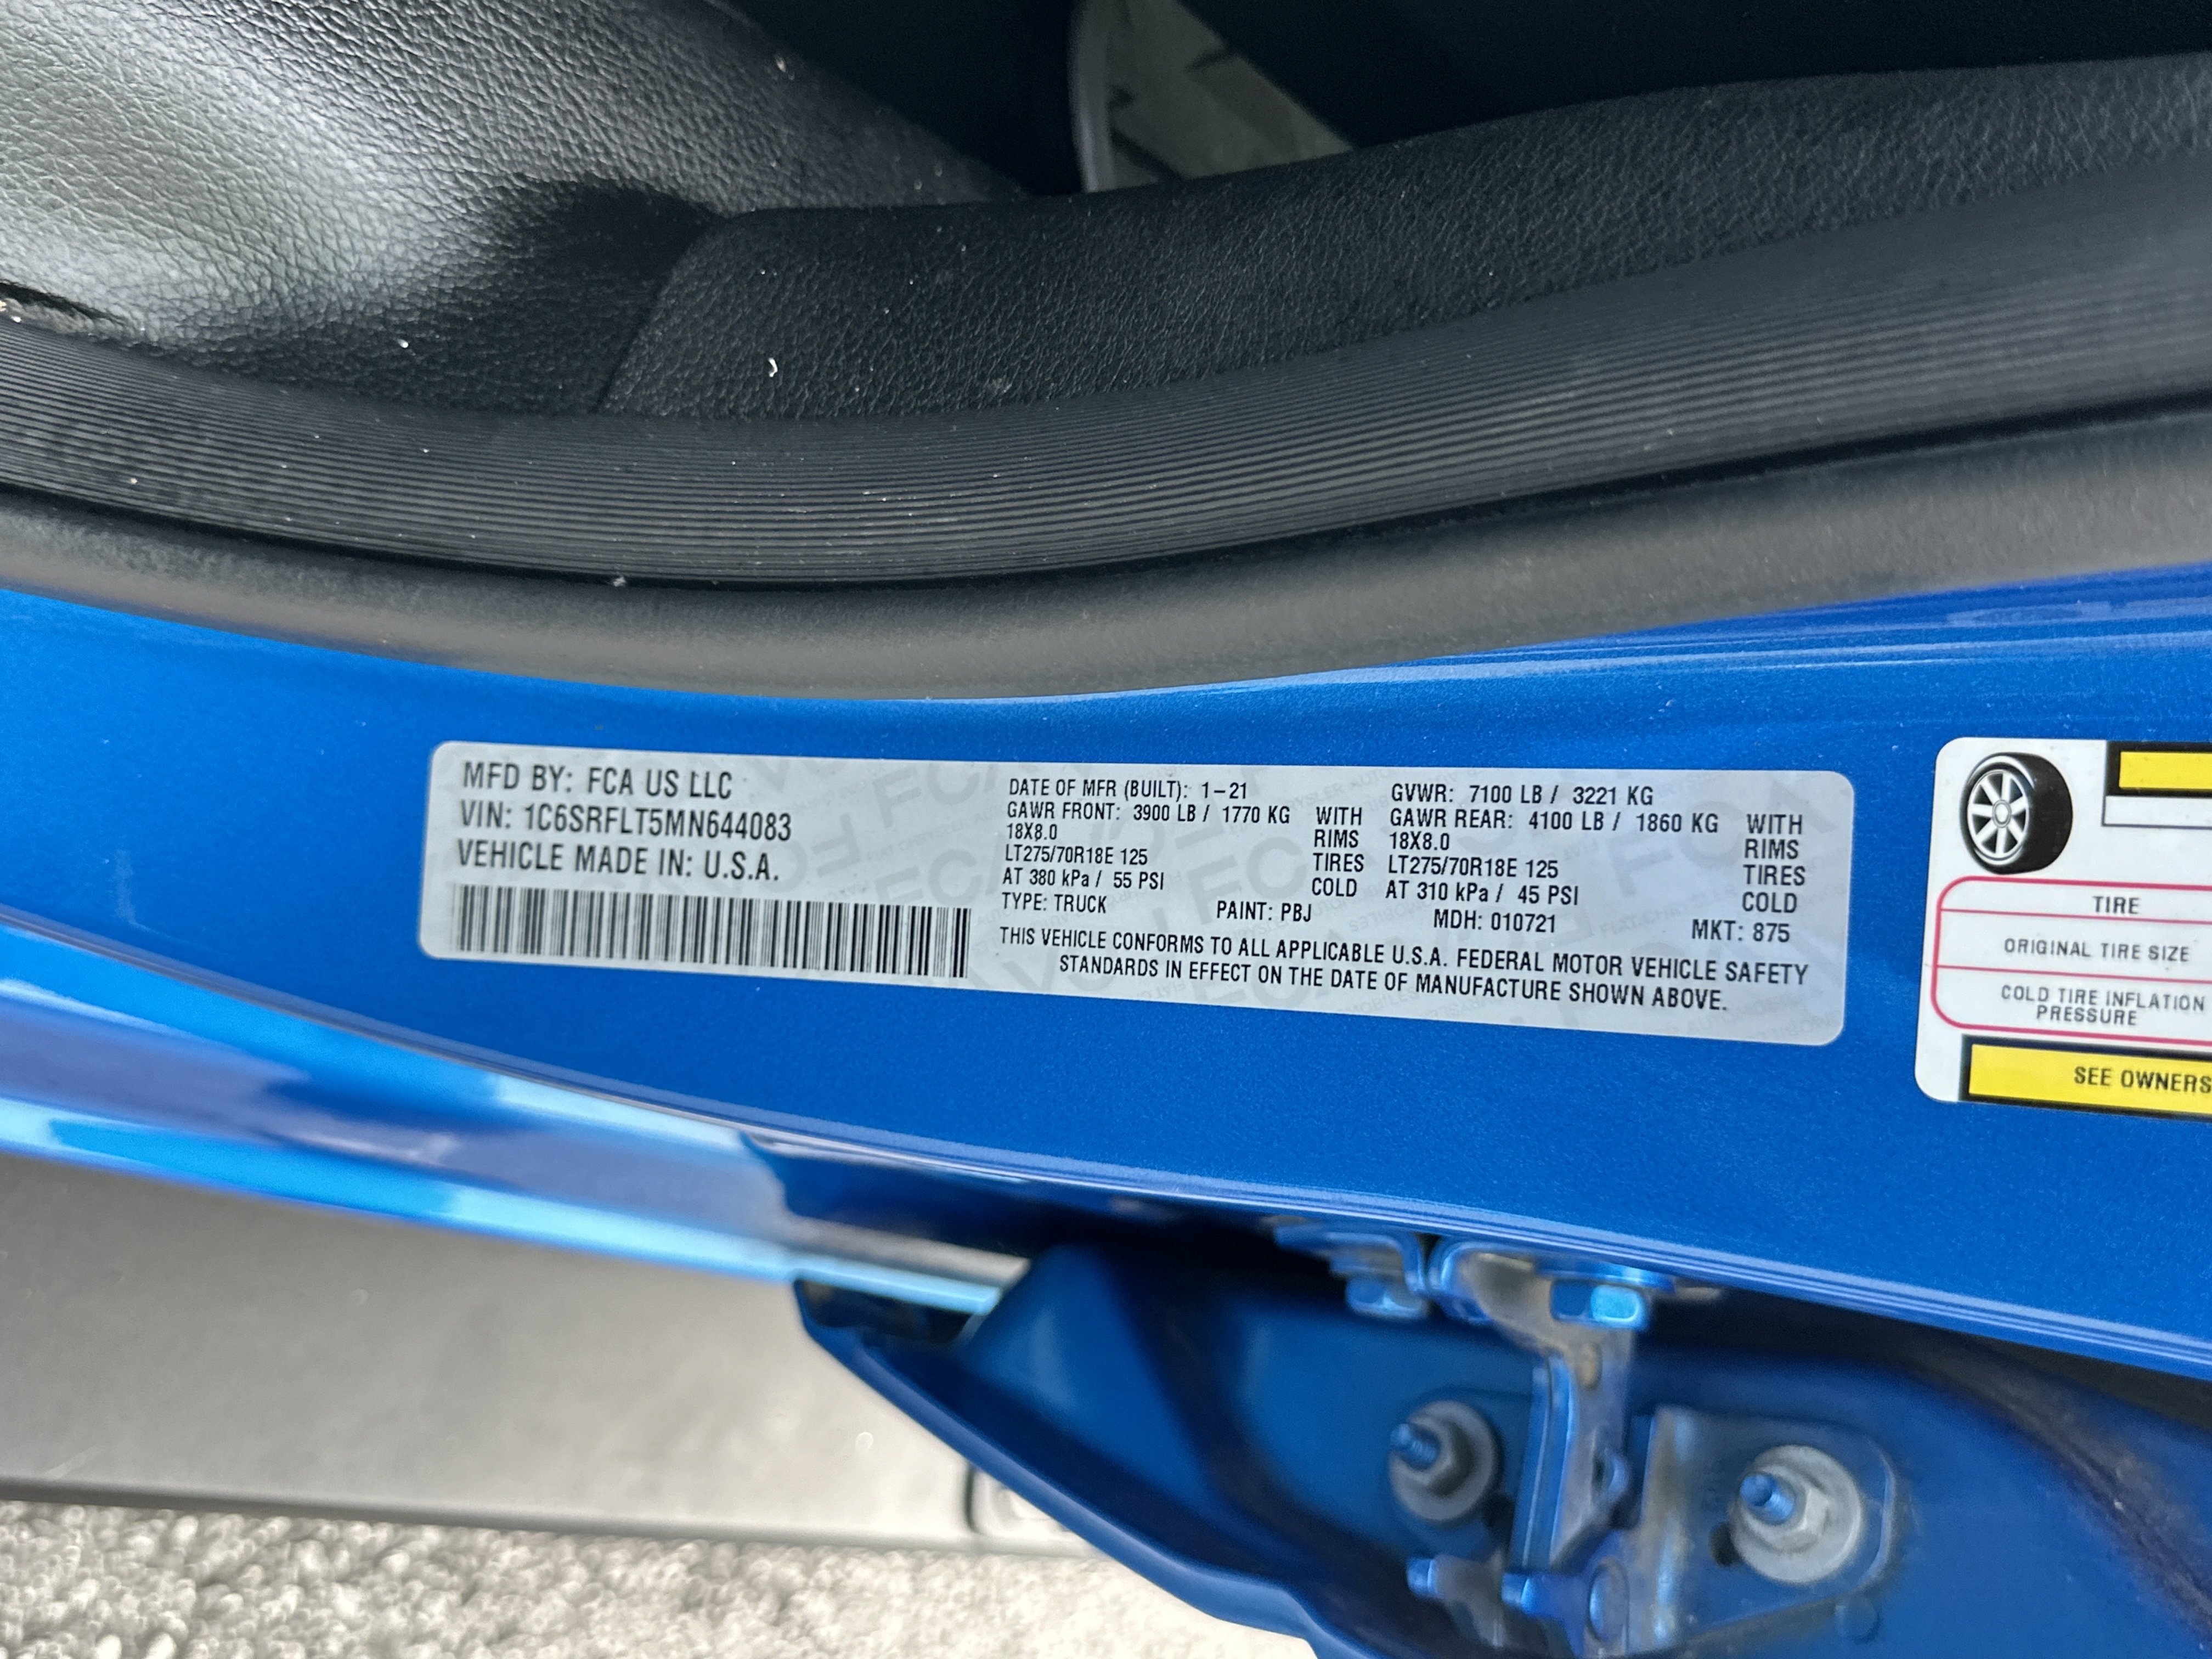 MFD BY: FCA US LLC
VIN: 1C6SRFLT5MN644083
VEHICLE MADE IN: U.S.A.
DATE OF MFR (BUILT): 1-21 GVWR: 7100 LB / 3221 KG
GAWR FRONT: 3900 LB / 1770 KG WITH GAWR REAR: 4100 LB / 1860 KG WITH
18X8.0 RIMS 18X8.0 RIMS
LT275/70R18E 125 TIRES LT275/70R18E 125 TIRES
AT 380 kPa / 55 PSI COLD AT 310 kPa / 45 PSI COLD
TYPE: TRUCK PAINT: PBJ MDH: 010721 MKT: 875
THIS VEHICLE CONFORMS TO ALL APPLICABLE U.S.A. FEDERAL MOTOR VEHICLE SAFETY
STANDARDS IN EFFECT ON THE DATE OF MANUFACTURE SHOWN ABOVE.
TIRE
ORIGINAL TIRE SIZE
COLD TIRE INFLATION
PRESSURE
SEE OWNERS